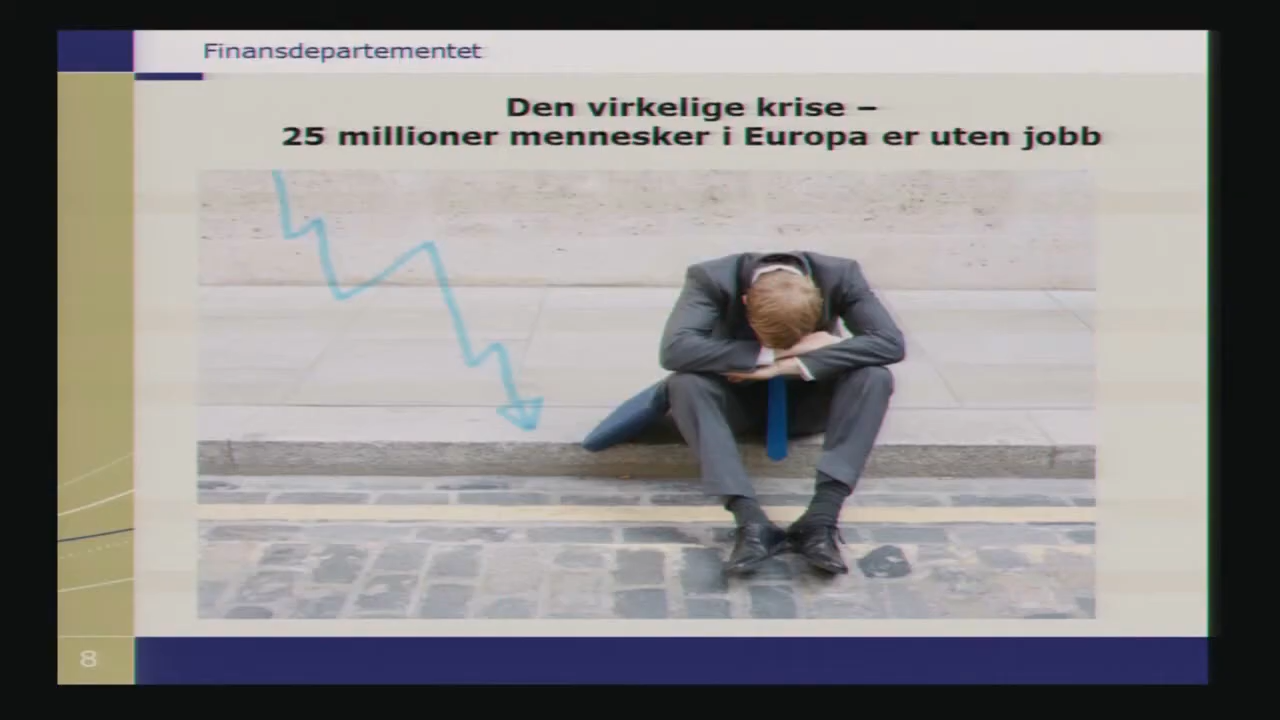 Finansdepartementet
Den virkelige krise –
25 millioner mennesker i Europa er uten jobb
8